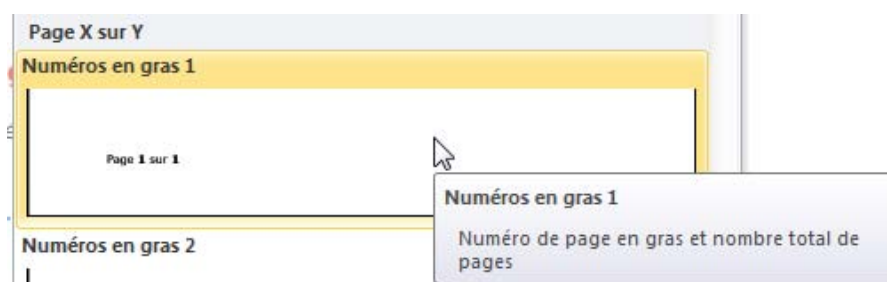 Page X sur Y
Numéros en gras 1
Page 1 sur 1
Numéros en gras 1
Numéro de page en gras et nombre total de
pages
Numéros en gras 2